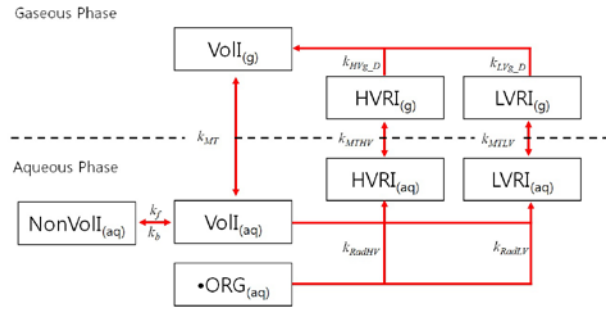 Gaseous Phase
VolI(g)
kHVg_D
kLVg_D
HVRI(g)
LVRI(g)
kMT
kMTHV
kMTLV
Aqueous Phase
HVRI(aq)
LVRI(aq)
NonVolI(aq)
kf
kb
VolI(aq)
kRadHV
kRadLV
•ORG(aq)